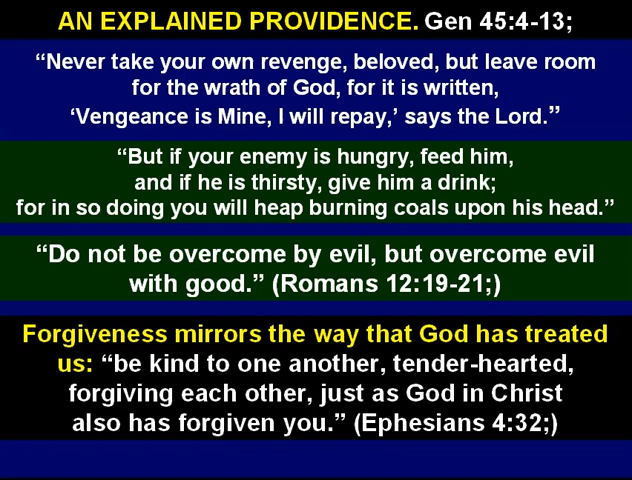 AN EXPLAINED PROVIDENCE. Gen 45:4-13;
“Never take your own revenge, beloved, but leave room
for the wrath of God, for it is written,
‘Vengeance is Mine, I will repay,’ says the Lord.”
“But if your enemy is hungry, feed him,
and if he is thirsty, give him a drink;
for in so doing you will heap burning coals upon his head.”
“Do not be overcome by evil, but overcome evil
with good.” (Romans 12:19-21;)
Forgiveness mirrors the way that God has treated
us: “be kind to one another, tender-hearted,
forgiving each other, just as God in Christ
also has forgiven you.” (Ephesians 4:32;)